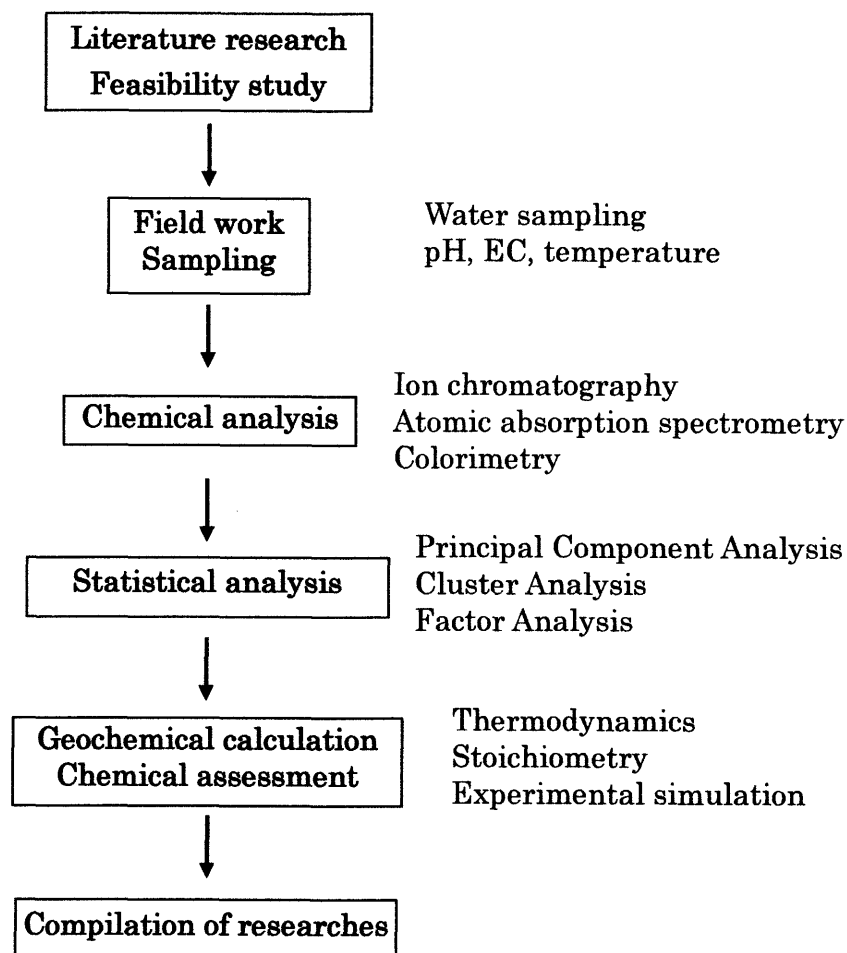 Literature research
Feasibility study
Field work
Sampling
Water sampling
pH, EC, temperature
Chemical analysis
Ion chromatography
Atomic absorption spectrometry
Colorimetry
Statistical analysis
Principal Component Analysis
Cluster Analysis
Factor Analysis
Geochemical calculation
Chemical assessment
Thermodynamics
Stoichiometry
Experimental simulation
Compilation of researches